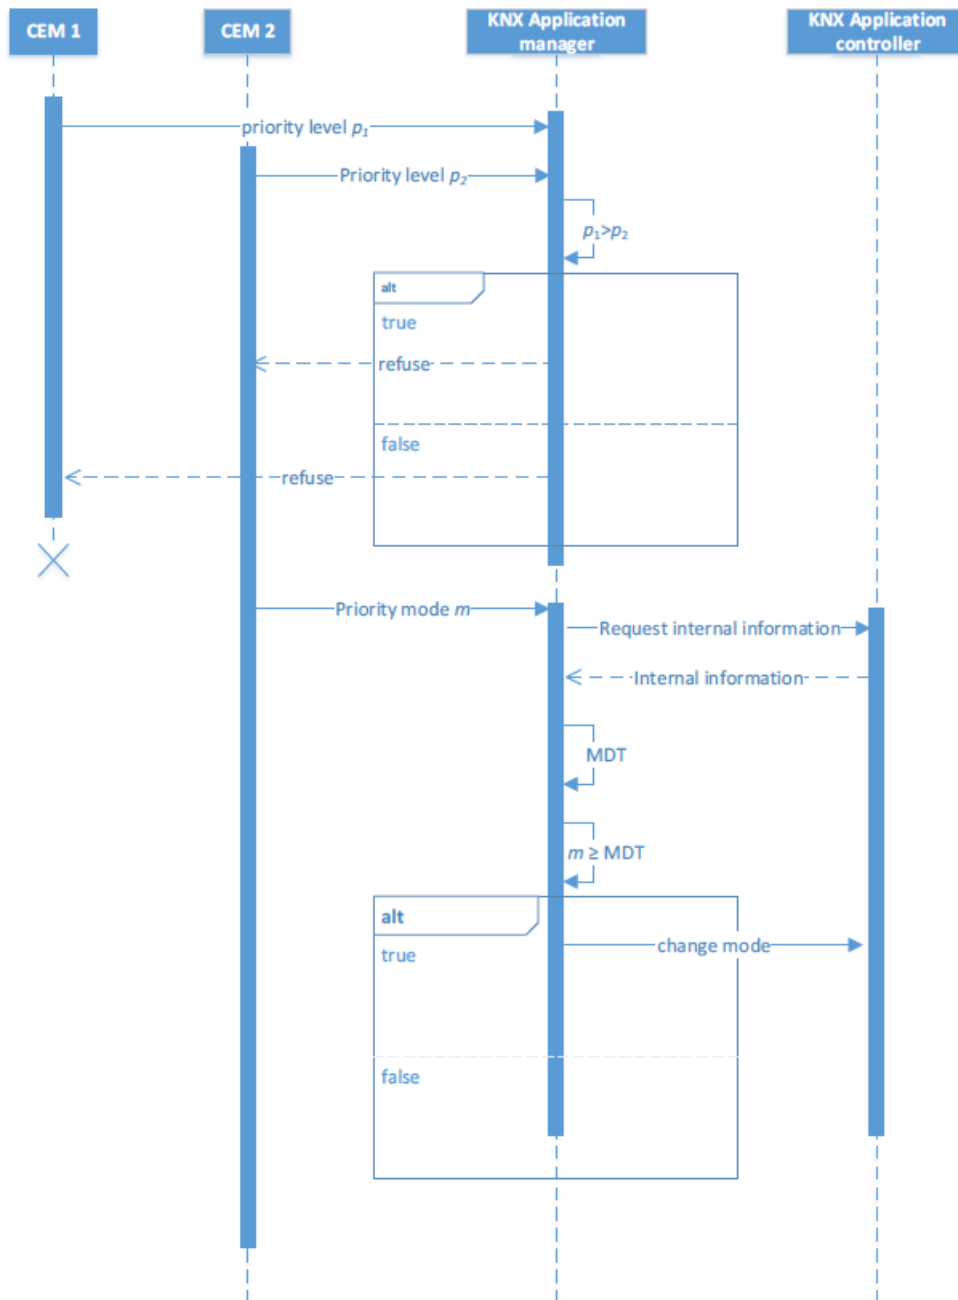 CEM 1
CEM 2
KNX Application
manager
KNX Application
controller
priority level p₁
Priority level p₂
p₁>p₂
alt
true
refuse
false
refuse
Priority mode m
Request internal information
Internal information
MDT
m ≥ MDT
alt
change mode
true
false